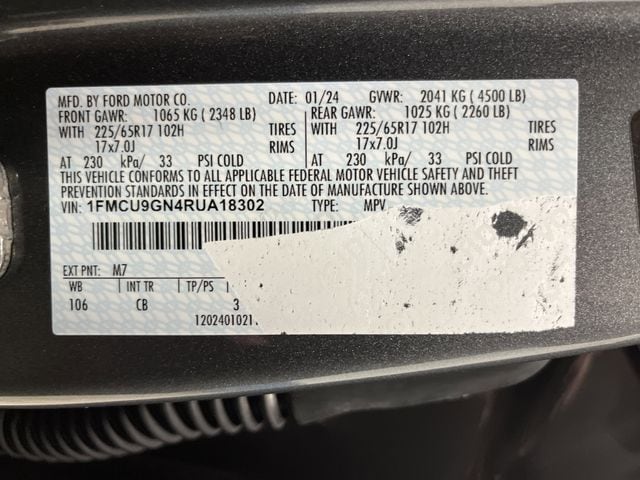 MFD. BY FORD MOTOR CO. DATE: 01/24 GVWR: 2041 KG ( 4500 LB)
FRONT GAWR: 1065 KG ( 2348 LB) REAR GAWR: 1025 KG ( 2260 LB)
WITH 225/65R17 102H TIRES WITH 225/65R17 102H TIRES
17x7.0J RIMS 17x7.0J RIMS
AT 230 kPa/ 33 PSI COLD AT 230 kPa/ 33 PSI COLD
THIS VEHICLE CONFORMS TO ALL APPLICABLE FEDERAL MOTOR VEHICLE SAFETY AND THEFT
PREVENTION STANDARDS IN EFFECT ON THE DATE OF MANUFACTURE SHOWN ABOVE.
VIN: 1FMCU9GN4RUA18302 TYPE: MPV
EXT PNT: M7
WB INT TR TP/PS
106 CB 3
1202401021